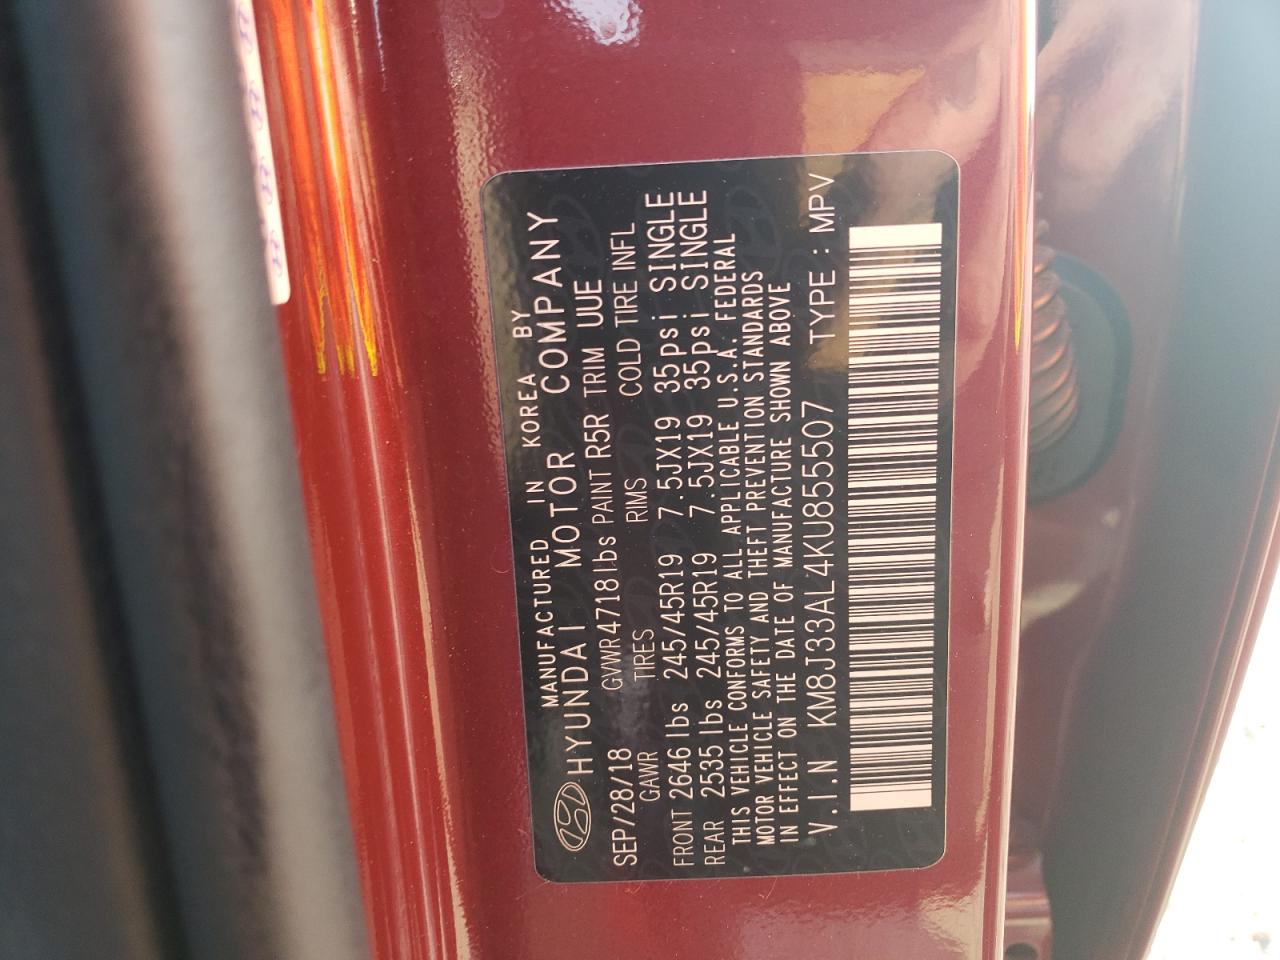 MANUFACTURED IN KOREA BY
HYUNDAI MOTOR COMPANY
SEP/28/18 GVWR 4718 lbs PAINT R5R TRIM UUE
GAWR TIRES RIMS COLD TIRE INFL
FRONT 2646 lbs 245/45R19 7.5JX19 35psi SINGLE
REAR 2535 lbs 245/45R19 7.5JX19 35psi SINGLE
THIS VEHICLE CONFORMS TO ALL APPLICABLE U.S.A. FEDERAL
MOTOR VEHICLE SAFETY AND THEFT PREVENTION STANDARDS
IN EFFECT ON THE DATE OF MANUFACTURE SHOWN ABOVE
V.I.N KM8J33AL4KU855507 TYPE : MPV